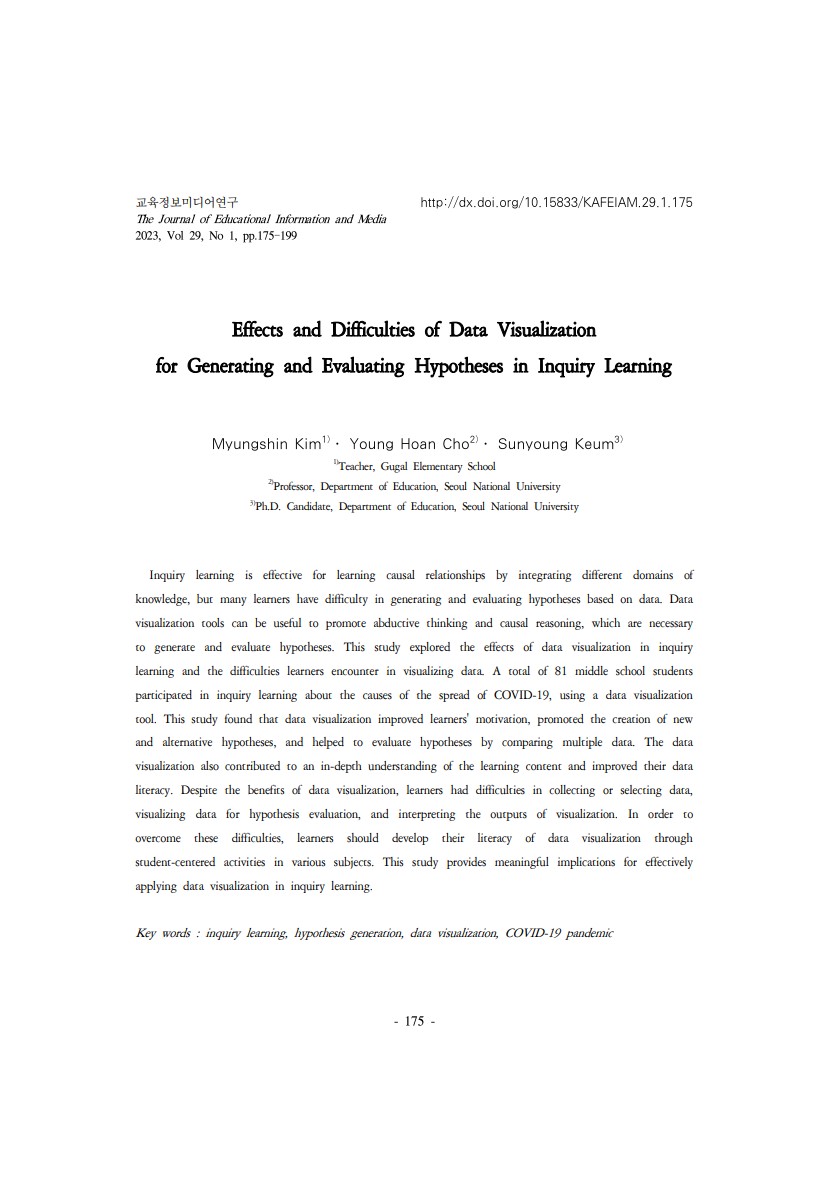 교육정보미디어연구
http://dx.doi.org/10.15833/KAFEIAM.29.1.175
The Journal of Educational Information and Media
2023, Vol 29, No 1, pp.175-199
Effects and Difficulties of Data Visualization
for Generating and Evaluating Hypotheses in Inquiry Learning
Myungshin Kim1)· Young Hoan Cho2)· Sunyoung Keum3)
1)Teacher, Gugal Elementary School
2)Professor, Department of Education, Seoul National University
3)Ph.D. Candidate, Department of Education, Seoul National University
Inquiry learning is effective for learning causal relationships by integrating different domains of
knowledge, but many learners have difficulty in generating and evaluating hypotheses based on data. Data
visualization tools can be useful to promote abductive thinking and causal reasoning, which are necessary
to generate and evaluate hypotheses. This study explored the effects of data visualization in inquiry
learning and the difficulties learners encounter in visualizing data. A total of 81 middle school students
participated in inquiry learning about the causes of the spread of COVID-19, using a data visualization
tool. This study found that data visualization improved learners' motivation, promoted the creation of new
and alternative hypotheses, and helped to evaluate hypotheses by comparing multiple data. The data
visualization also contributed to an in-depth understanding of the learning content and improved their data
literacy. Despite the benefits of data visualization, learners had difficulties in collecting or selecting data,
visualizing data for hypothesis evaluation, and interpreting the outputs of visualization. In order to
overcome these difficulties, learners should develop their literacy of data visualization through
student-centered activities in various subjects. This study provides meaningful implications for effectively
applying data visualization in inquiry learning.
Key words : inquiry learning, hypothesis generation, data visualization, COVID-19 pandemic
- 175 -